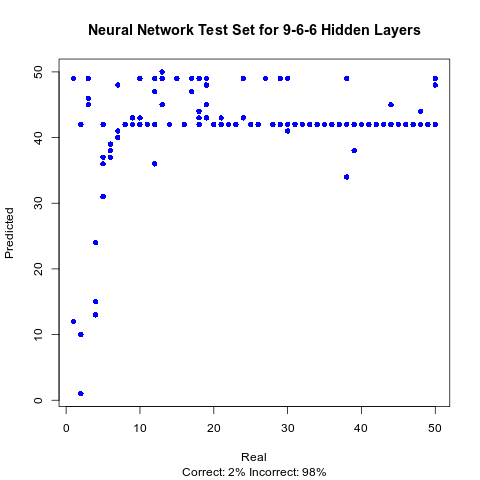 Neural Network Test Set for 9-6-6 Hidden Layers
50
40
30
20
10
0
Predicted
0 10 20 30 40 50
Real
Correct: 2% Incorrect: 98%